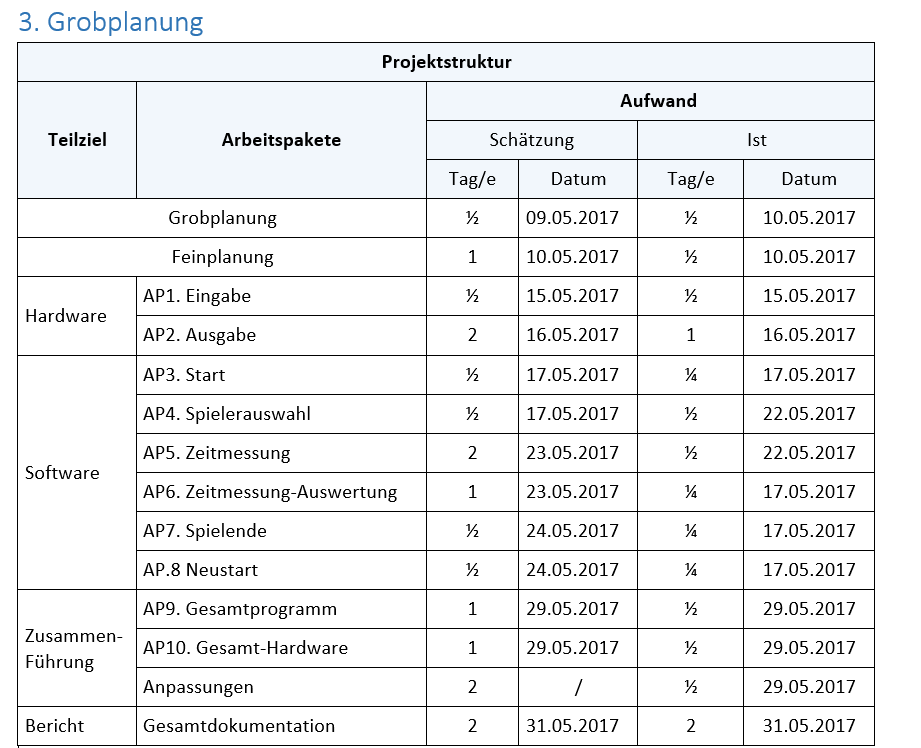 3. Grobplanung
Projektstruktur
Teilziel Arbeitspakete Aufwand
Schätzung Ist
Tag/e Datum Tag/e Datum
Grobplanung ½ 09.05.2017 ½ 10.05.2017
Feinplanung 1 10.05.2017 ½ 10.05.2017
Hardware AP1. Eingabe ½ 15.05.2017 ½ 15.05.2017
AP2. Ausgabe 2 16.05.2017 1 16.05.2017
Software AP3. Start ½ 17.05.2017 ¼ 17.05.2017
AP4. Spielerauswahl ½ 17.05.2017 ½ 22.05.2017
AP5. Zeitmessung 2 23.05.2017 ½ 22.05.2017
AP6. Zeitmessung-Auswertung 1 23.05.2017 ¼ 17.05.2017
AP7. Spielende ½ 24.05.2017 ¼ 17.05.2017
AP.8 Neustart ½ 24.05.2017 ¼ 17.05.2017
Zusammen-
Führung AP9. Gesamtprogramm 1 29.05.2017 ½ 29.05.2017
AP10. Gesamt-Hardware 1 29.05.2017 ½ 29.05.2017
Anpassungen 2 / ½ 29.05.2017
Bericht Gesamtdokumentation 2 31.05.2017 2 31.05.2017